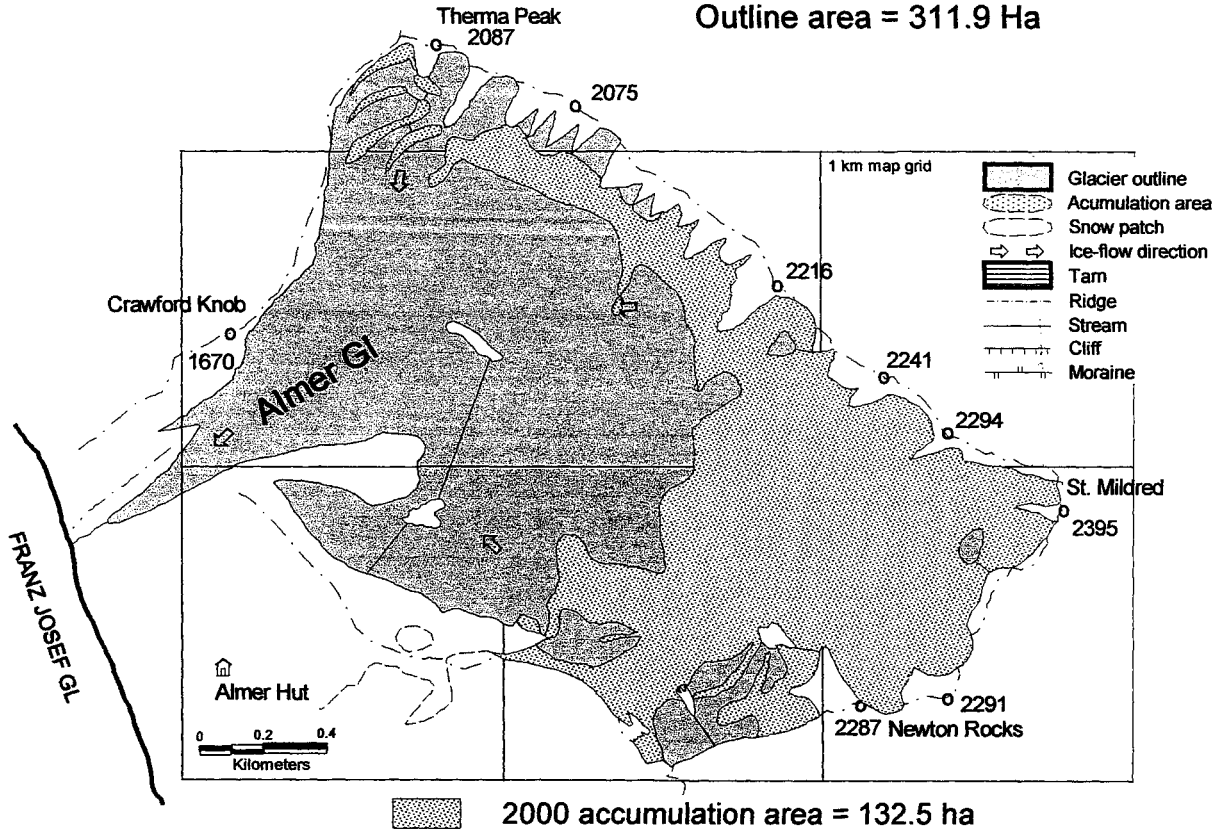 Therma Peak
2087
Outline area = 311.9 Ha
2075
1 km map grid
Glacier outline
Acumulation area
Snow patch
Ice-flow direction
Tarn
Ridge
Stream
Cliff
Moraine
2216
Crawford Knob
1670
2241
Almer Gl
2294
St. Mildred
2395
FRANZ JOSEF GL
Almer Hut
2291
2287 Newton Rocks
0 0.2 0.4
Kilometers
2000 accumulation area = 132.5 ha